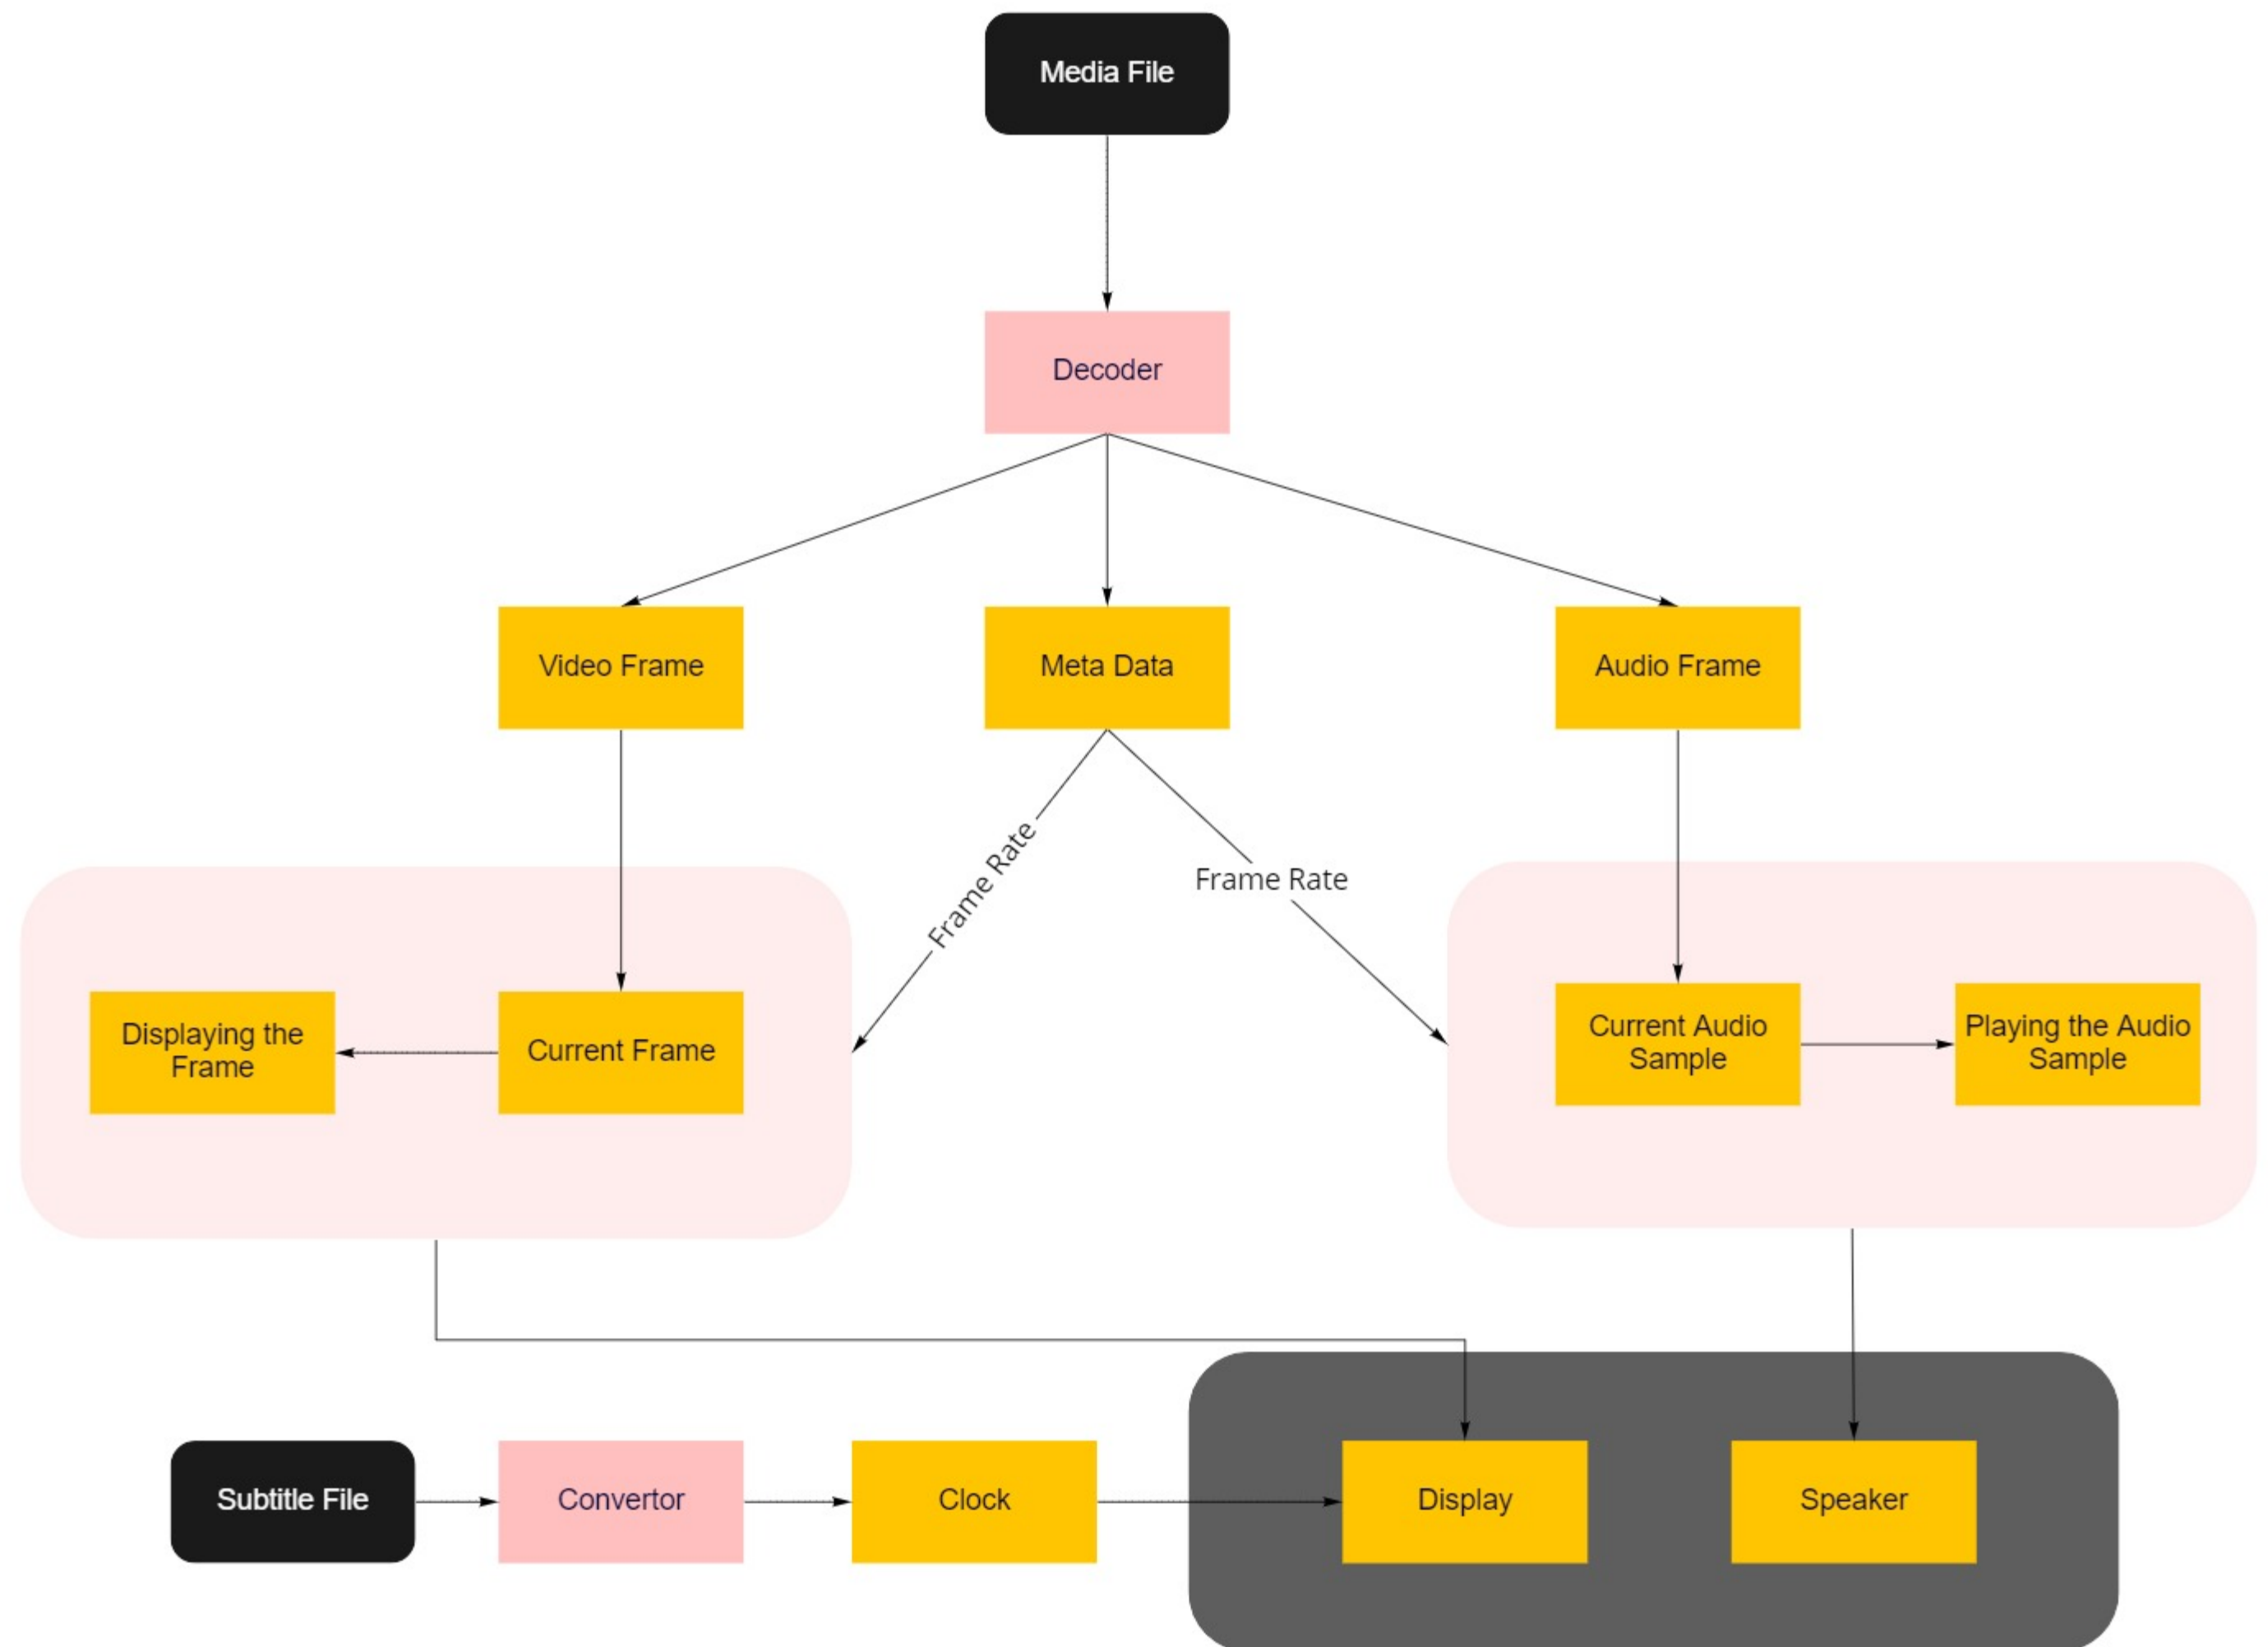 Media File
Decoder
Video Frame
Meta Data
Audio Frame
Frame Rate
Frame Rate
Displaying the
Frame
Current Frame
Current Audio
Sample
Playing the Audio
Sample
Subtitle File
Convertor
Clock
Display
Speaker